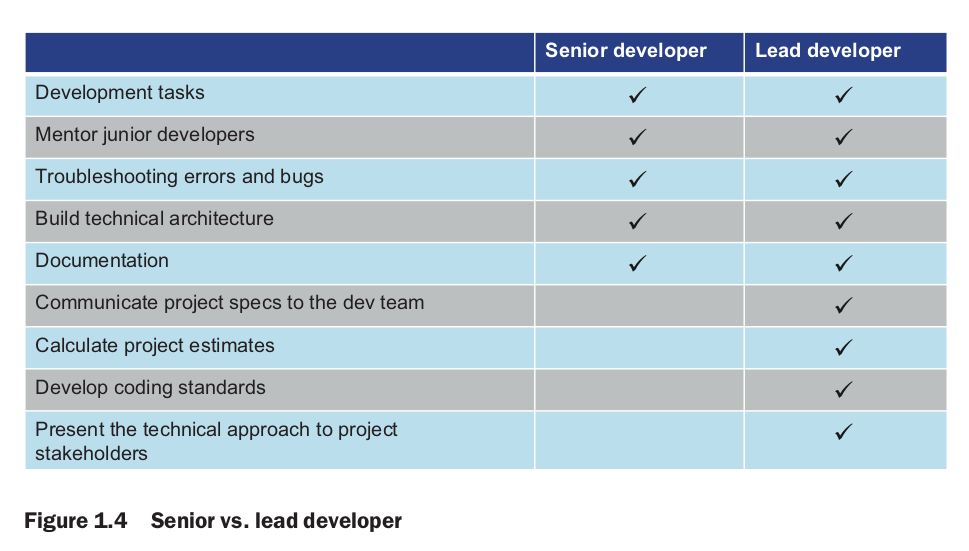 Senior developer Lead developer
Development tasks ✓ ✓
Mentor junior developers ✓ ✓
Troubleshooting errors and bugs ✓ ✓
Build technical architecture ✓ ✓
Documentation ✓ ✓
Communicate project specs to the dev team ✓
Calculate project estimates ✓
Develop coding standards ✓
Present the technical approach to project ✓
stakeholders
Figure 1.4 Senior vs. lead developer